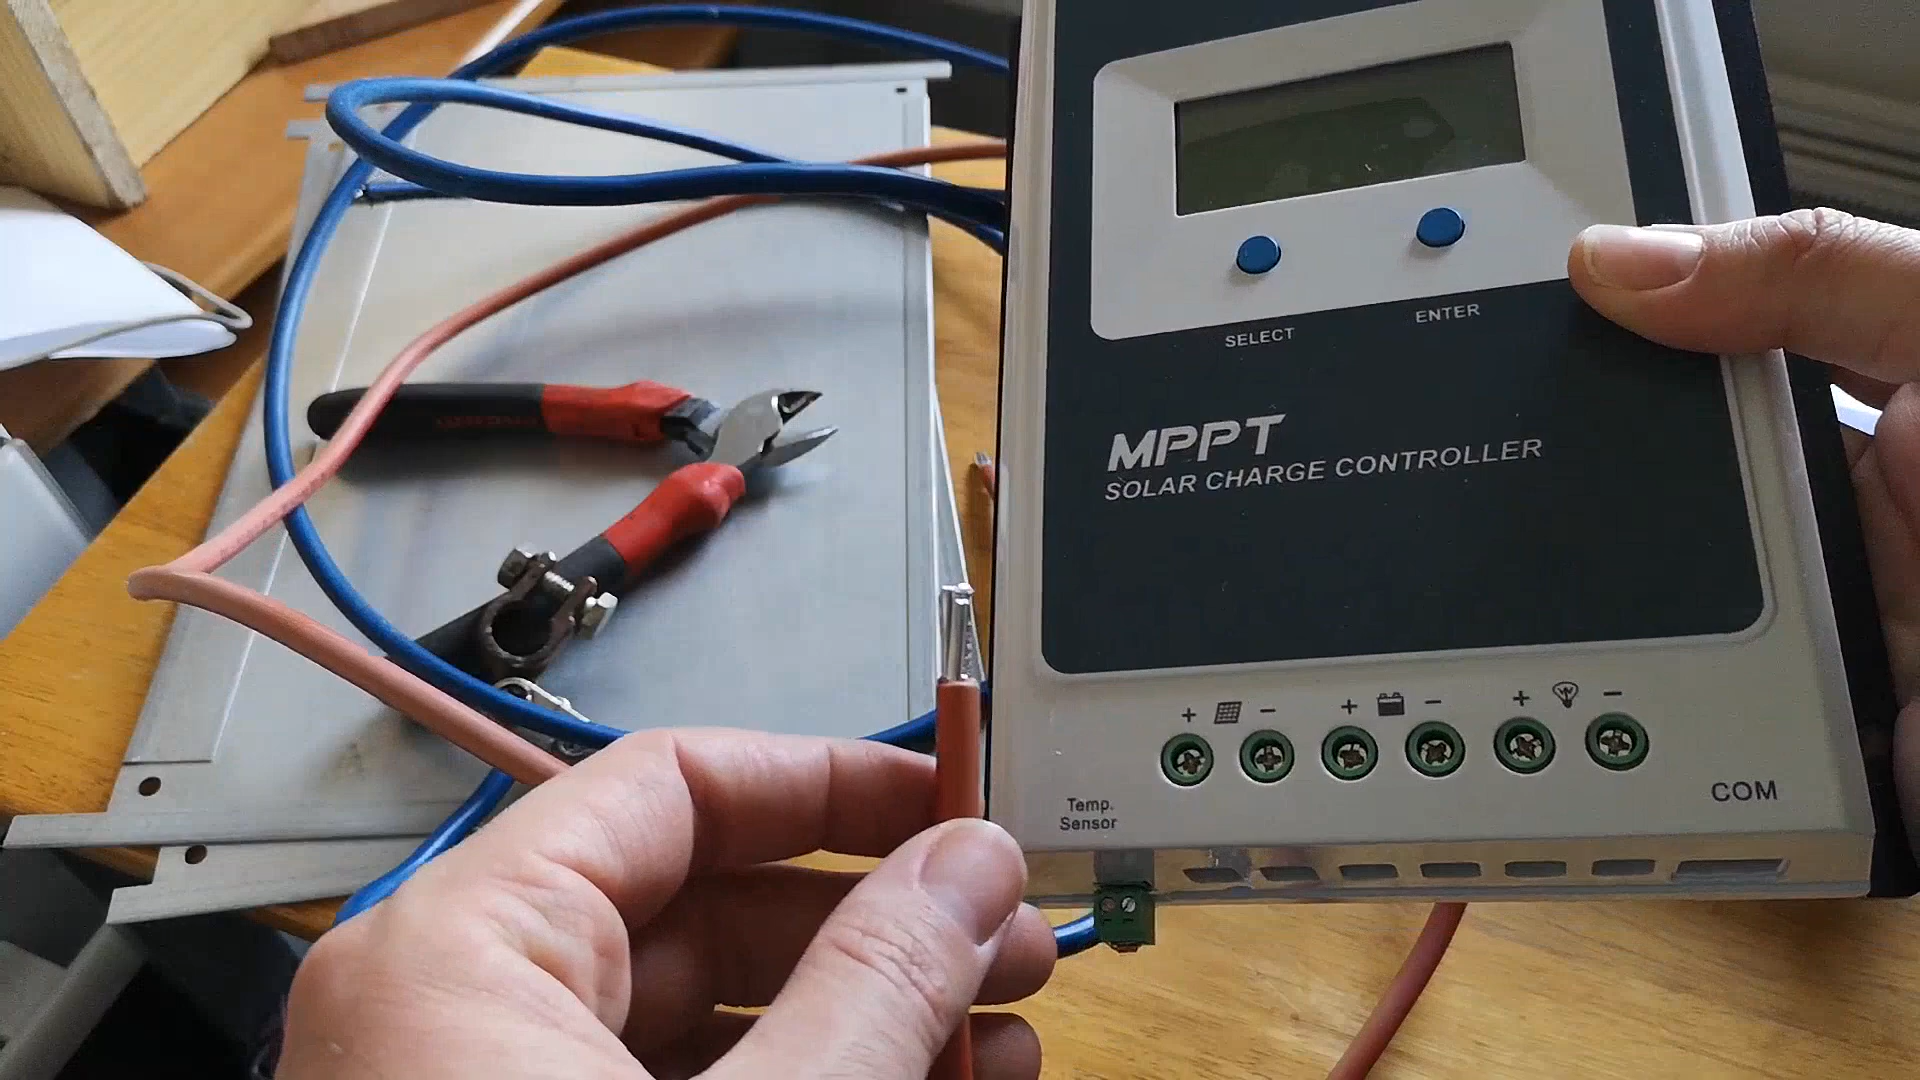 SELECT
ENTER
MPPT
SOLAR CHARGE CONTROLLER
+ −
+ −
+ −
COM
Temp.
Sensor